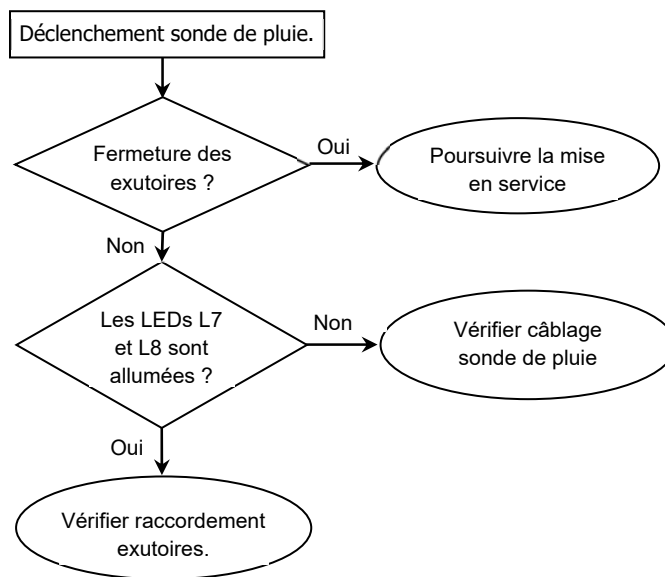 Déclenchement sonde de pluie.
Fermeture des
exutoires ?
Oui
Poursuivre la mise
en service
Non
Les LEDs L7
et L8 sont
allumées ?
Non
Vérifier câblage
sonde de pluie
Oui
Vérifier raccordement
exutoires.